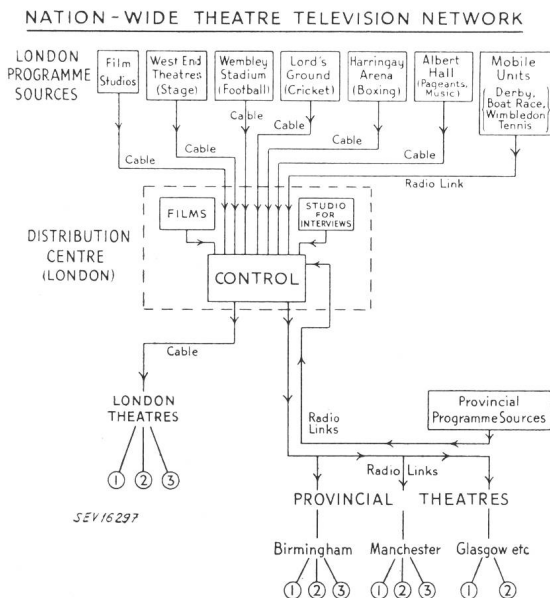 NATION-WIDE THEATRE TELEVISION NETWORK
LONDON
PROGRAMME
SOURCES
Film
Studios
West End
Theatres
(Stage)
Wembley
Stadium
(Football)
Lord's
Ground
(Cricket)
Harringay
Arena
(Boxing)
Albert
Hall
(Pageants,
Music)
Mobile
Units
Derby,
Boat Race,
Wimbledon
Tennis
Cable
Cable
Cable
Cable
Cable
Cable
Radio Link
DISTRIBUTION
CENTRE
(LONDON)
FILMS
STUDIO
FOR
INTERVIEWS
CONTROL
Cable
LONDON
THEATRES
1 2 3
Radio
Links
Provincial
Programme Sources
Radio Links
PROVINCIAL THEATRES
SEV16297
Birmingham Manchester Glasgow etc
1 2 3 1 2 3 1 2